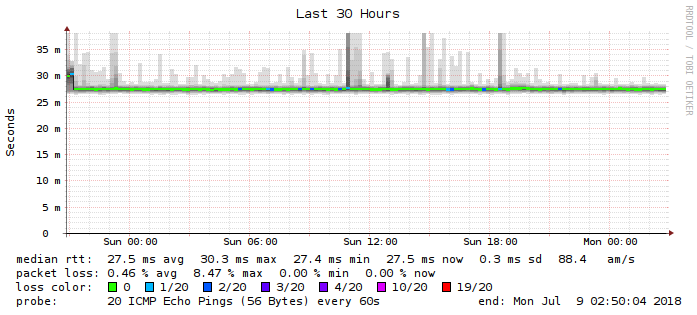 Last 30 Hours
RRDTOOL / TOBI OETIKER
Seconds
35 m
30 m
25 m
20 m
15 m
10 m
5 m
0
Sun 00:00 Sun 06:00 Sun 12:00 Sun 18:00 Mon 00:00
median rtt: 27.5 ms avg 30.3 ms max 27.4 ms min 27.5 ms now 0.3 ms sd 88.4 am/s
packet loss: 0.46 % avg 8.47 % max 0.00 % min 0.00 % now
loss color: 0 1/20 2/20 3/20 4/20 10/20 19/20
probe: 20 ICMP Echo Pings (56 Bytes) every 60s end: Mon Jul 9 02:50:04 2018